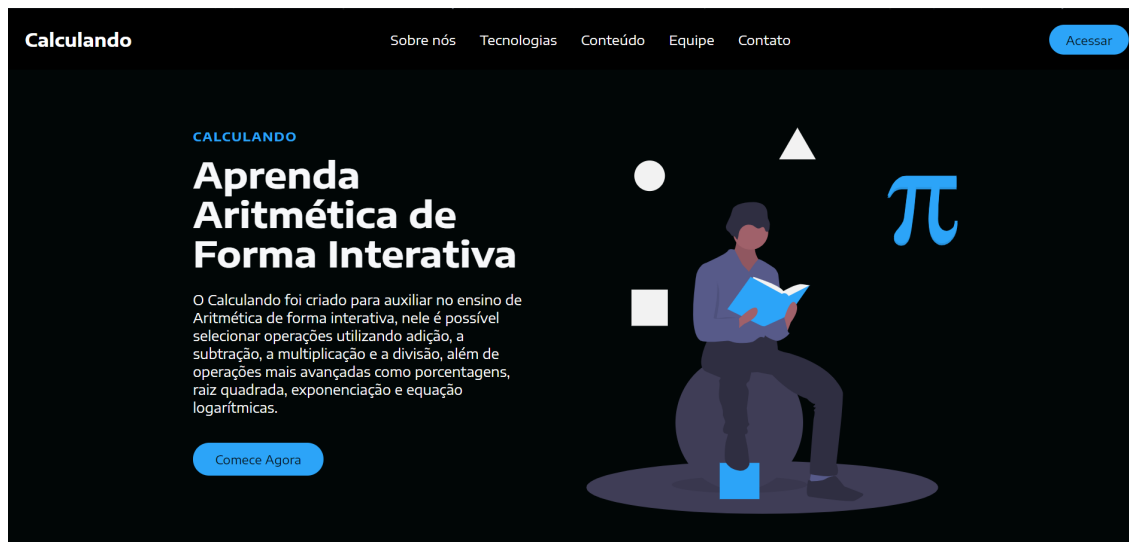 Calculando
Sobre nós Tecnologias Conteúdo Equipe Contato
Acessar
CALCULANDO
Aprenda
Aritmética de
Forma Interativa
O Calculando foi criado para auxiliar no ensino de
Aritmética de forma interativa, nele é possível
selecionar operações utilizando adição, a
subtração, a multiplicação e a divisão, além de
operações mais avançadas como porcentagens,
raiz quadrada, exponenciação e equação
logarítmicas.
Comece Agora
π